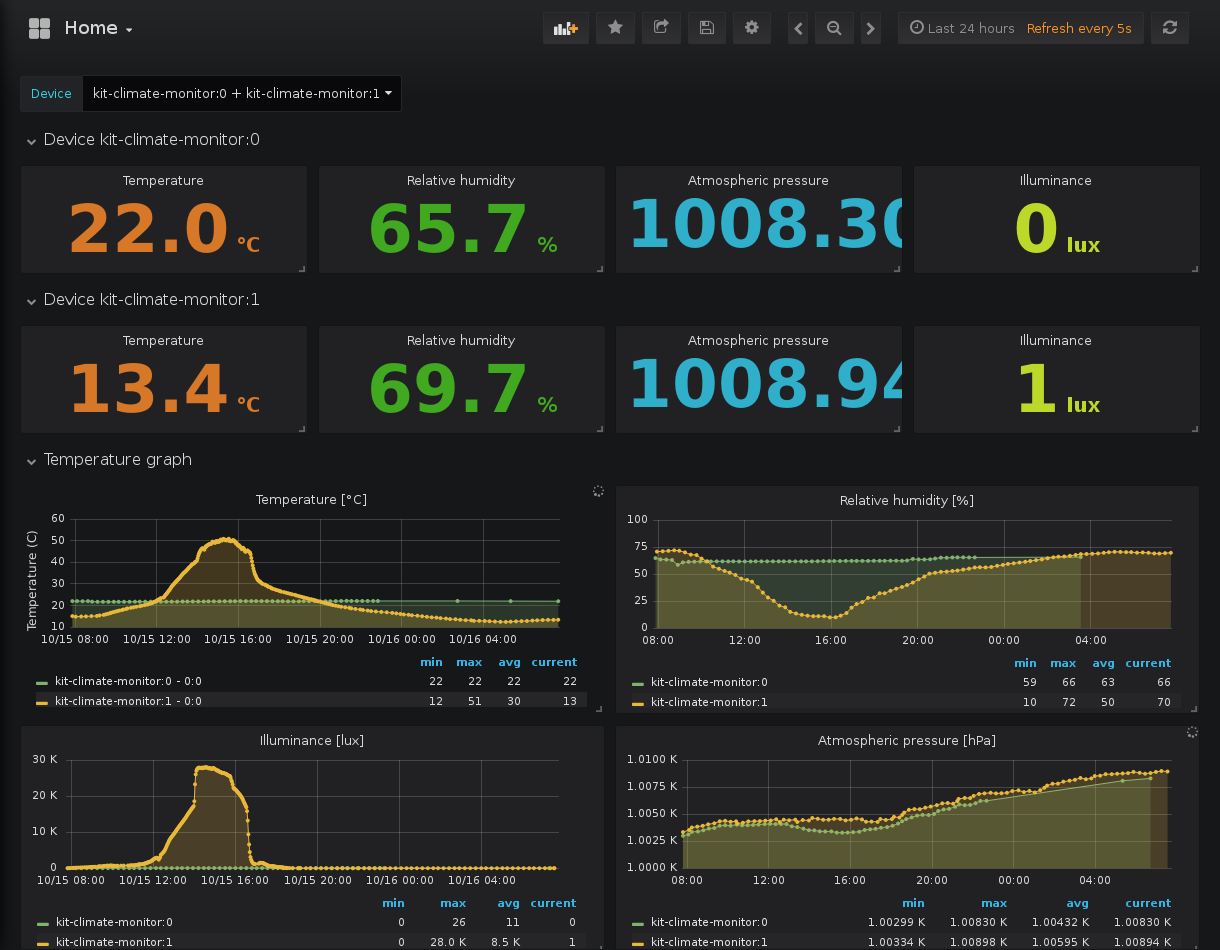 Home
Last 24 hours Refresh every 5s
Device kit-climate-monitor:0 + kit-climate-monitor:1
Device kit-climate-monitor:0
Temperature Relative humidity Atmospheric pressure Illuminance
22.0 °C 65.7 % 1008.30 0 lux
Device kit-climate-monitor:1
Temperature Relative humidity Atmospheric pressure Illuminance
13.4 °C 69.7 % 1008.94 1 lux
Temperature graph
Temperature [°C]
Temperature (C)
60
50
40
30
20
10
10/15 08:00 10/15 12:00 10/15 16:00 10/15 20:00 10/16 00:00 10/16 04:00
min max avg current
kit-climate-monitor:0 - 0:0 22 22 22 22
kit-climate-monitor:1 - 0:0 12 51 30 13
Relative humidity [%]
100
75
50
25
0
08:00 12:00 16:00 20:00 00:00 04:00
min max avg current
kit-climate-monitor:0 59 66 63 66
kit-climate-monitor:1 10 72 50 70
Illuminance [lux]
30 K
20 K
10 K
0
10/15 08:00 10/15 12:00 10/15 16:00 10/15 20:00 10/16 00:00 10/16 04:00
min max avg current
kit-climate-monitor:0 0 26 11 0
kit-climate-monitor:1 0 28.0 K 8.5 K 1
Atmospheric pressure [hPa]
1.0100 K
1.0075 K
1.0050 K
1.0025 K
1.0000 K
08:00 12:00 16:00 20:00 00:00 04:00
min max avg current
kit-climate-monitor:0 1.00299 K 1.00830 K 1.00432 K 1.00830 K
kit-climate-monitor:1 1.00334 K 1.00898 K 1.00595 K 1.00894 K